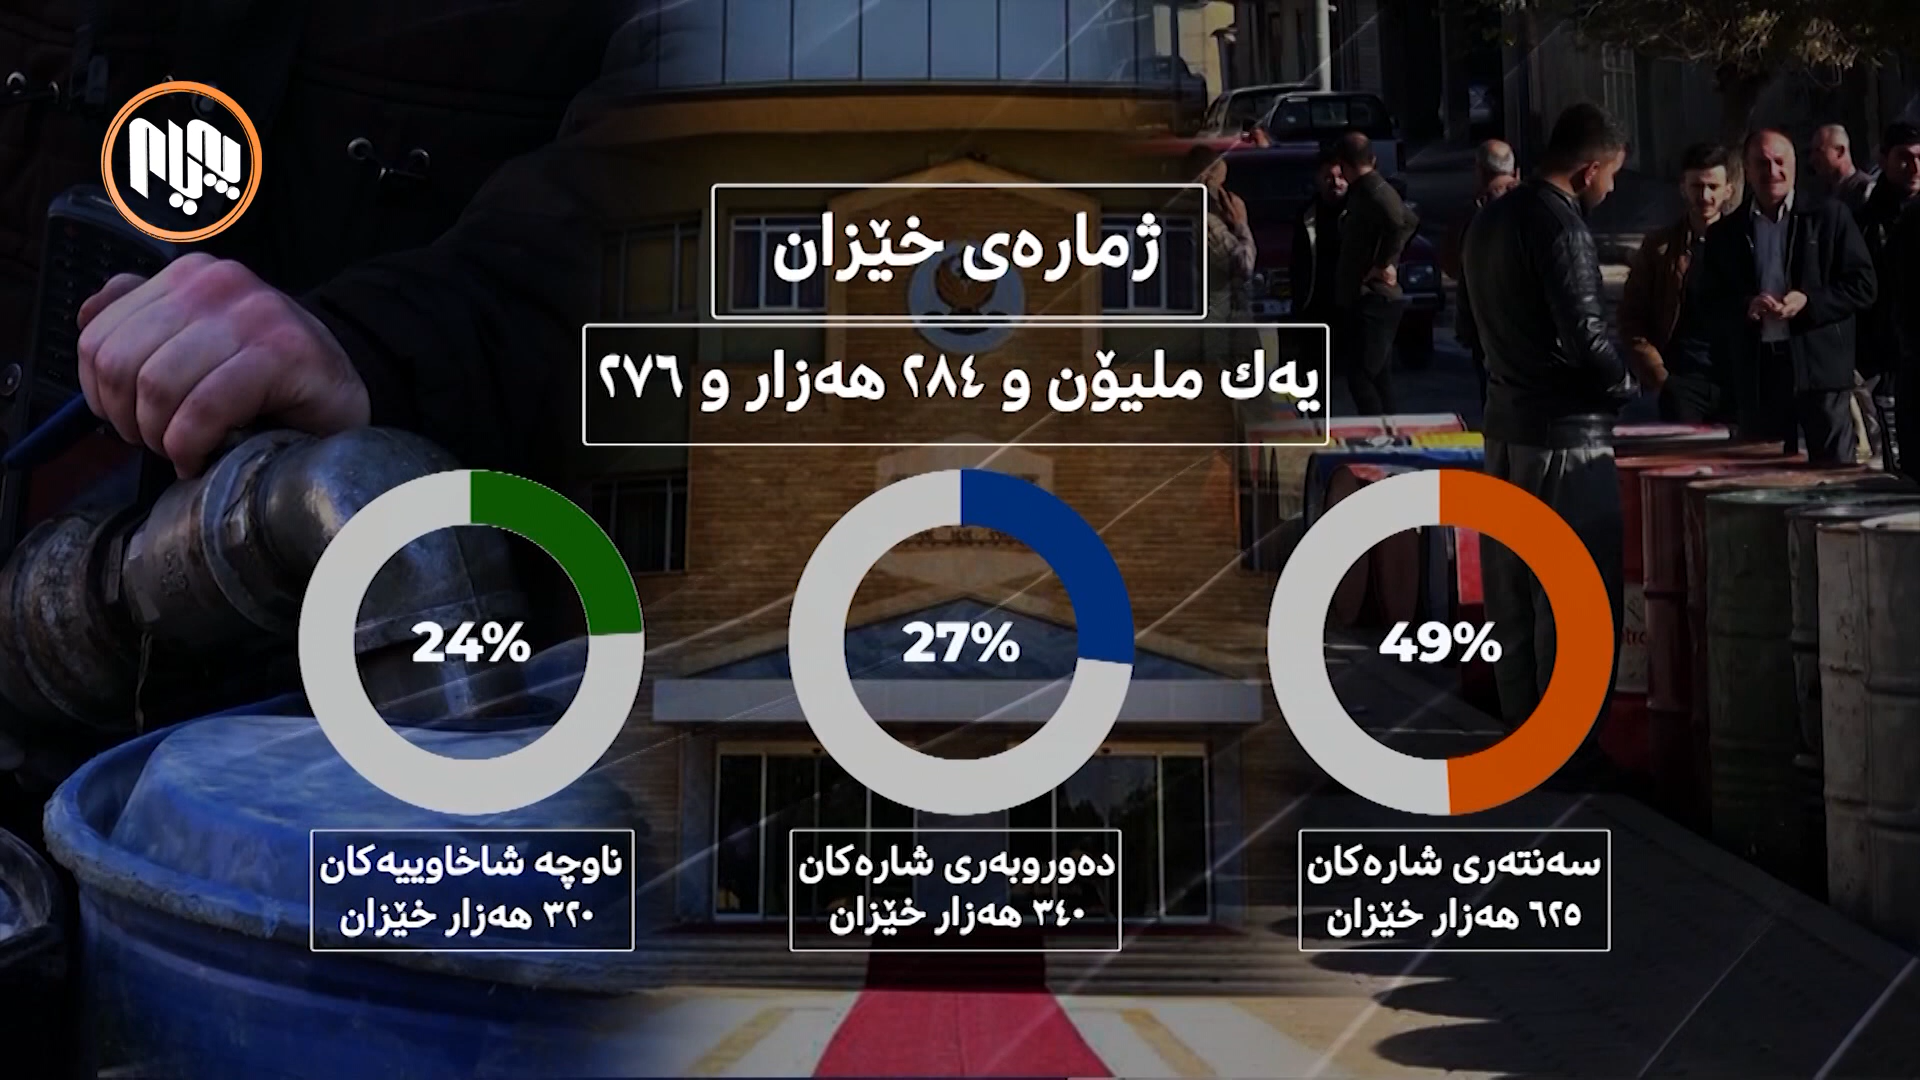 پەیام
ژمارەی خێزان
یەك ملیۆن و ٢٨٤ هەزار و ٢٧٦
49%
27%
24%
سەنتەری شارەکان
٦٢٥ هەزار خێزان
دەوروبەری شارەکان
٣٤٠ هەزار خێزان
ناوچە شاخاوییەکان
٣٢٠ هەزار خێزان